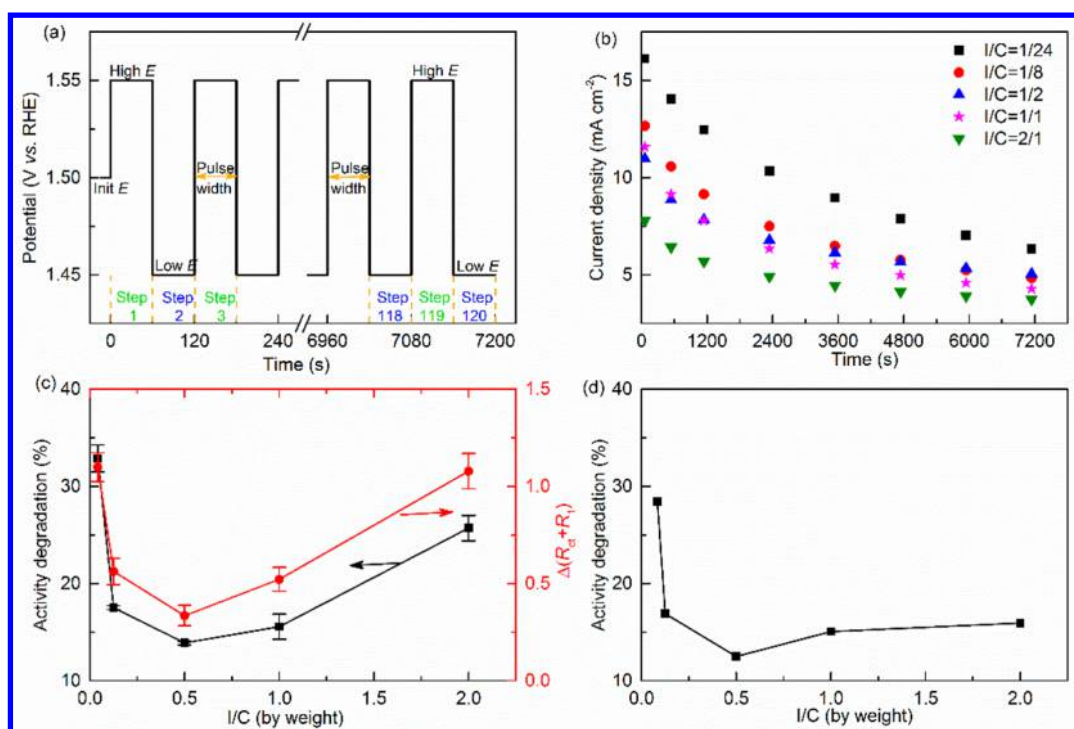 (a)
High E
High E
1.55
Potential (V vs. RHE)
1.50
Init E
Pulse
width
Pulse
width
1.45
Low E
Low E
Step
1
Step
2
Step
3
Step
118
Step
119
Step
120
0
120
240
6960
7080
7200
Time (s)
(b)
I/C=1/24
I/C=1/8
I/C=1/2
I/C=1/1
I/C=2/1
15
10
5
Current density (mA cm-2)
0
1200
2400
3600
4800
6000
7200
Time (s)
(c)
40
30
20
10
Activity degradation (%)
1.5
1.0
0.5
0.0
Δ(Rct+R1)
0.0
0.5
1.0
1.5
2.0
I/C (by weight)
(d)
40
30
20
10
Activity degradation (%)
0.0
0.5
1.0
1.5
2.0
I/C (by weight)